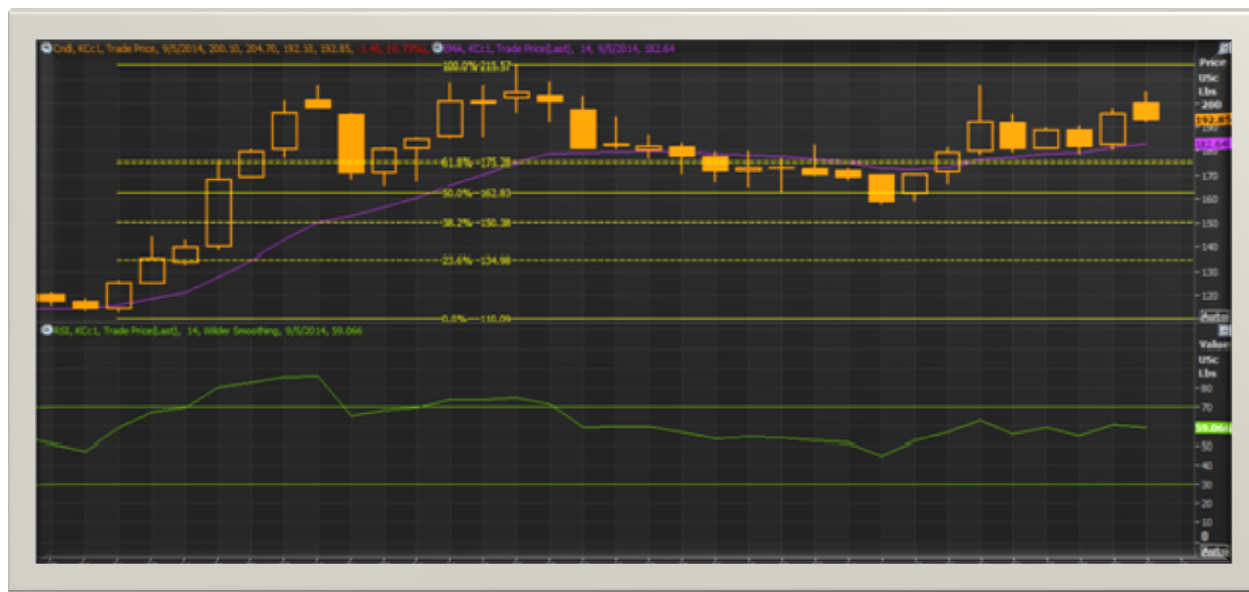 Cndl, KCc1, Trade Price, 9/5/2014, 200.10, 204.70, 192.10, 192.85, -1.45, (-0.75%), EMA, KCc1, Trade Price(Last), 14, 9/5/2014, 182.64
Price
USc
Lbs
100.0% 215.57
200
192.85
190
182.64
180
61.8% 175.28
170
50.0% 162.83
160
38.2% 150.38
150
140
23.6% 134.98
130
120
0.0% 110.09
Auto
RSI, KCc1, Trade Price(Last), 14, Wilder Smoothing, 9/5/2014, 59.066
Value
USc
Lbs
80
70
59.066
50
40
30
20
10
0
Auto